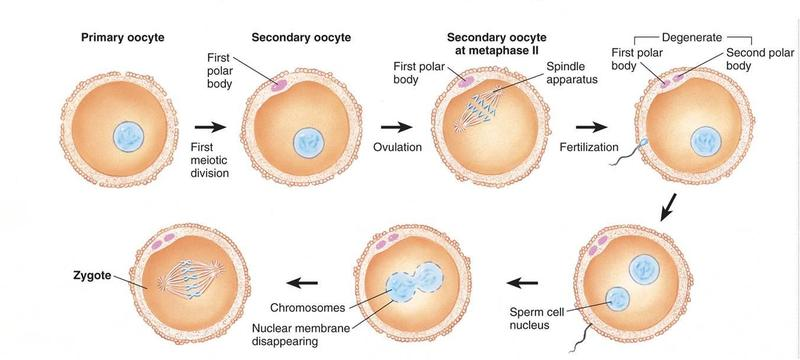 Primary oocyte
Secondary oocyte
Secondary oocyte
at metaphase II
Degenerate
First
polar
body
First polar
body
Spindle
apparatus
First polar
body
Second polar
body
First
meiotic
division
Ovulation
Fertilization
Zygote
Chromosomes
Nuclear membrane
disappearing
Sperm cell
nucleus